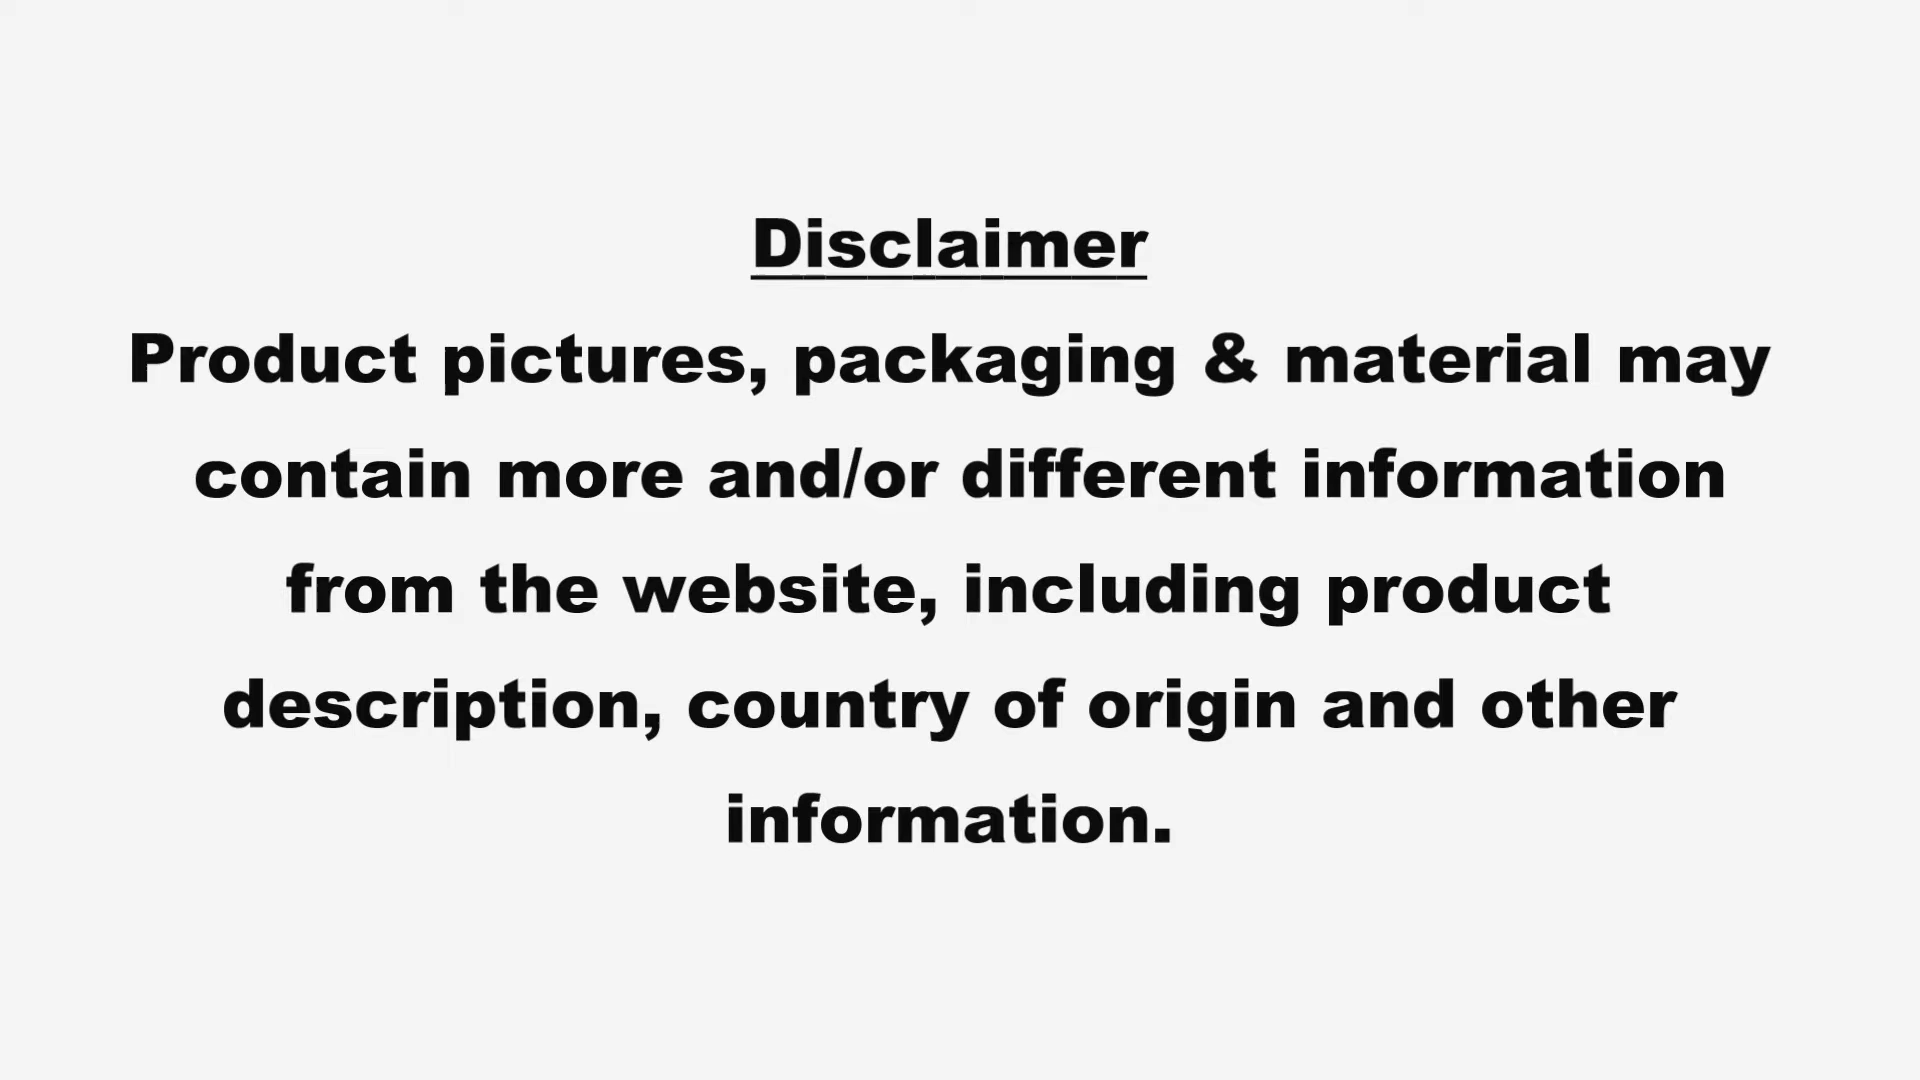 Disclaimer
Product pictures, packaging & material may
contain more and/or different information
from the website, including product
description, country of origin and other
information.